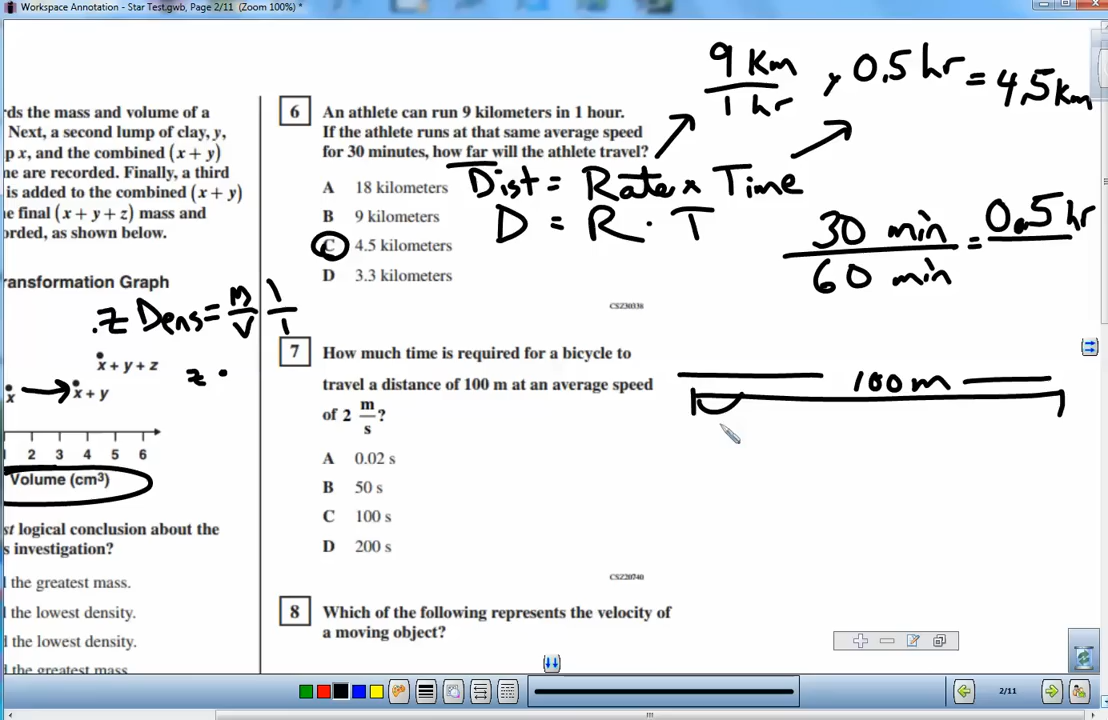 Workspace Annotation - Star Test.gwb, Page 2/11 (Zoom 100%) *
rds the mass and volume of a
Next, a second lump of clay, y,
p x, and the combined (x + y)
ne are recorded. Finally, a third
is added to the combined (x + y)
e final (x + y + z) mass and
orded, as shown below.
ansformation Graph
.z Dens = M/V 1/1
x + y + z
z
x
x + y
2 3 4 5 6
Volume (cm³)
st logical conclusion about the
s investigation?
l the greatest mass.
l the lowest density.
l the lowest density.
l the greatest mass
6 An athlete can run 9 kilometers in 1 hour.
If the athlete runs at that same average speed
for 30 minutes, how far will the athlete travel?
A 18 kilometers
B 9 kilometers
C 4.5 kilometers
D 3.3 kilometers
CSZ30338
9 Km / 1 hr , 0.5 hr = 4.5 km
Dist = Rate x Time
D = R · T
30 min / 60 min = 0.5 hr
7 How much time is required for a bicycle to
travel a distance of 100 m at an average speed
of 2 m/s?
A 0.02 s
B 50 s
C 100 s
D 200 s
CSZ20740
100 m
8 Which of the following represents the velocity of
a moving object?
2/11